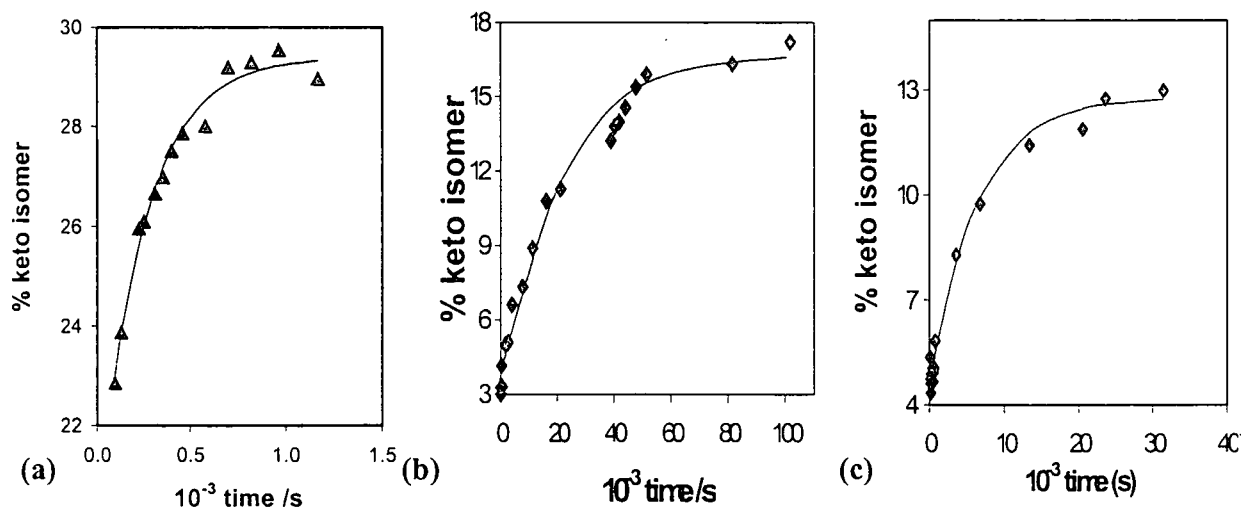 30
28
26
24
22
% keto isomer
0.0 0.5 1.0 1.5
(a)
10⁻³ time /s
18
15
12
9
6
3
% keto isomer
0 20 40 60 80 100
(b)
10³ time/s
13
10
7
4
% keto isomer
0 10 20 30 40
(c)
10³ time (s)